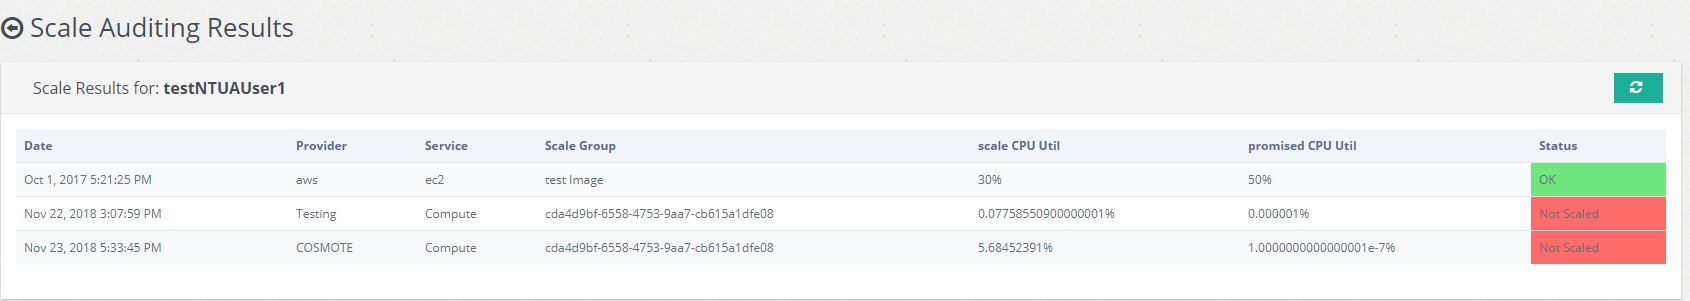 Scale Auditing Results
Scale Results for: testNTUAUser1
Date Provider Service Scale Group scale CPU Util promised CPU Util Status
Oct 1, 2017 5:21:25 PM aws ec2 test Image 30% 50% OK
Nov 22, 2018 3:07:59 PM Testing Compute cda4d9bf-6558-4753-9aa7-cb615a1dfe08 0.07758550900000001% 0.000001% Not Scaled
Nov 23, 2018 5:33:45 PM COSMOTE Compute cda4d9bf-6558-4753-9aa7-cb615a1dfe08 5.68452391% 1.0000000000000001e-7% Not Scaled